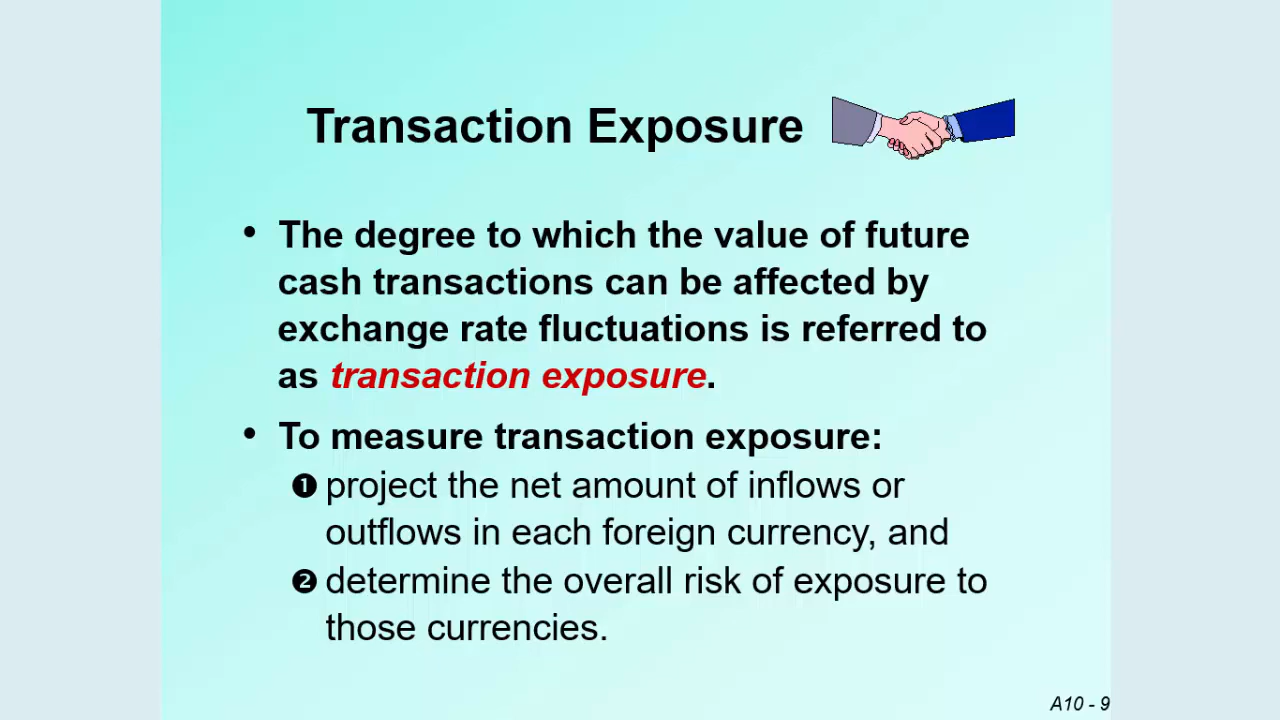 Transaction Exposure
• The degree to which the value of future
cash transactions can be affected by
exchange rate fluctuations is referred to
as transaction exposure.
• To measure transaction exposure:
❶ project the net amount of inflows or
outflows in each foreign currency, and
❷ determine the overall risk of exposure to
those currencies.
A10 - 9